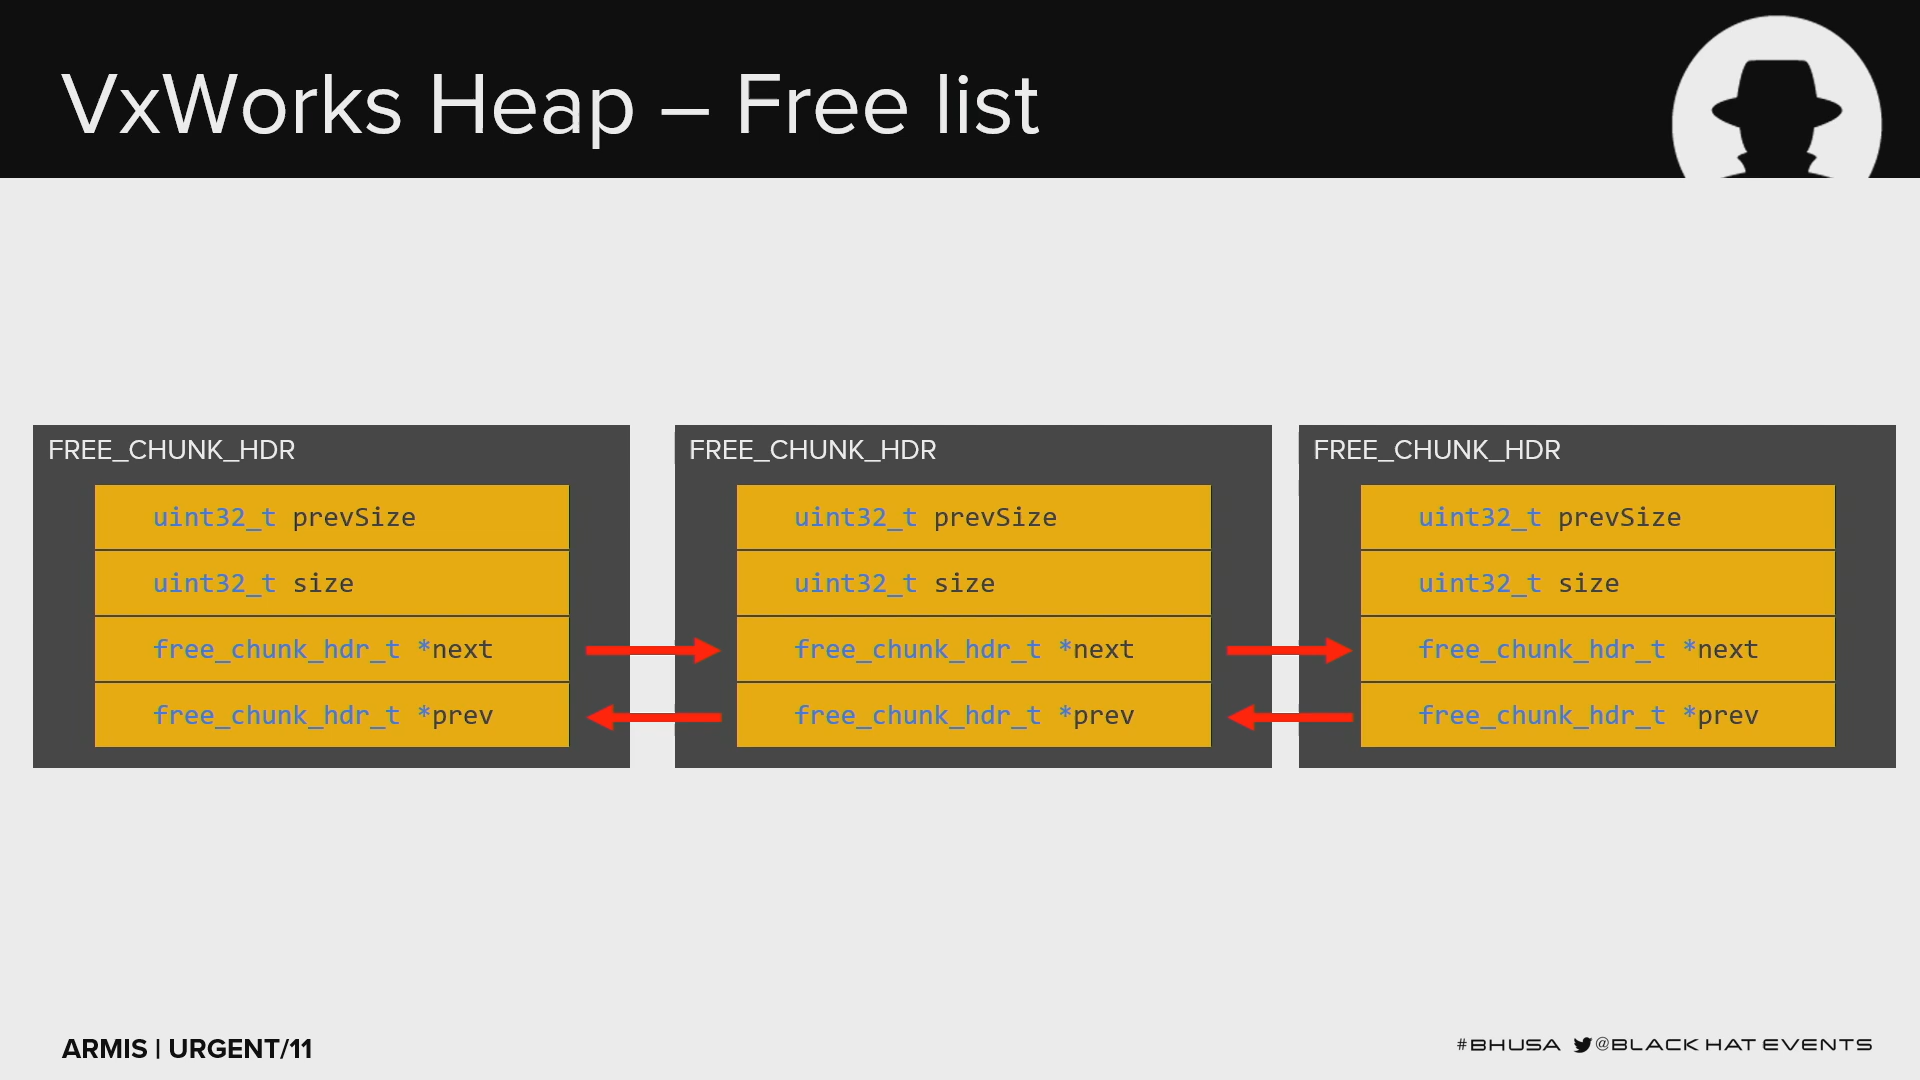 VxWorks Heap – Free list
FREE_CHUNK_HDR
uint32_t prevSize
uint32_t size
free_chunk_hdr_t *next
free_chunk_hdr_t *prev
FREE_CHUNK_HDR
uint32_t prevSize
uint32_t size
free_chunk_hdr_t *next
free_chunk_hdr_t *prev
FREE_CHUNK_HDR
uint32_t prevSize
uint32_t size
free_chunk_hdr_t *next
free_chunk_hdr_t *prev
ARMIS | URGENT/11
#BHUSA @BLACK HAT EVENTS